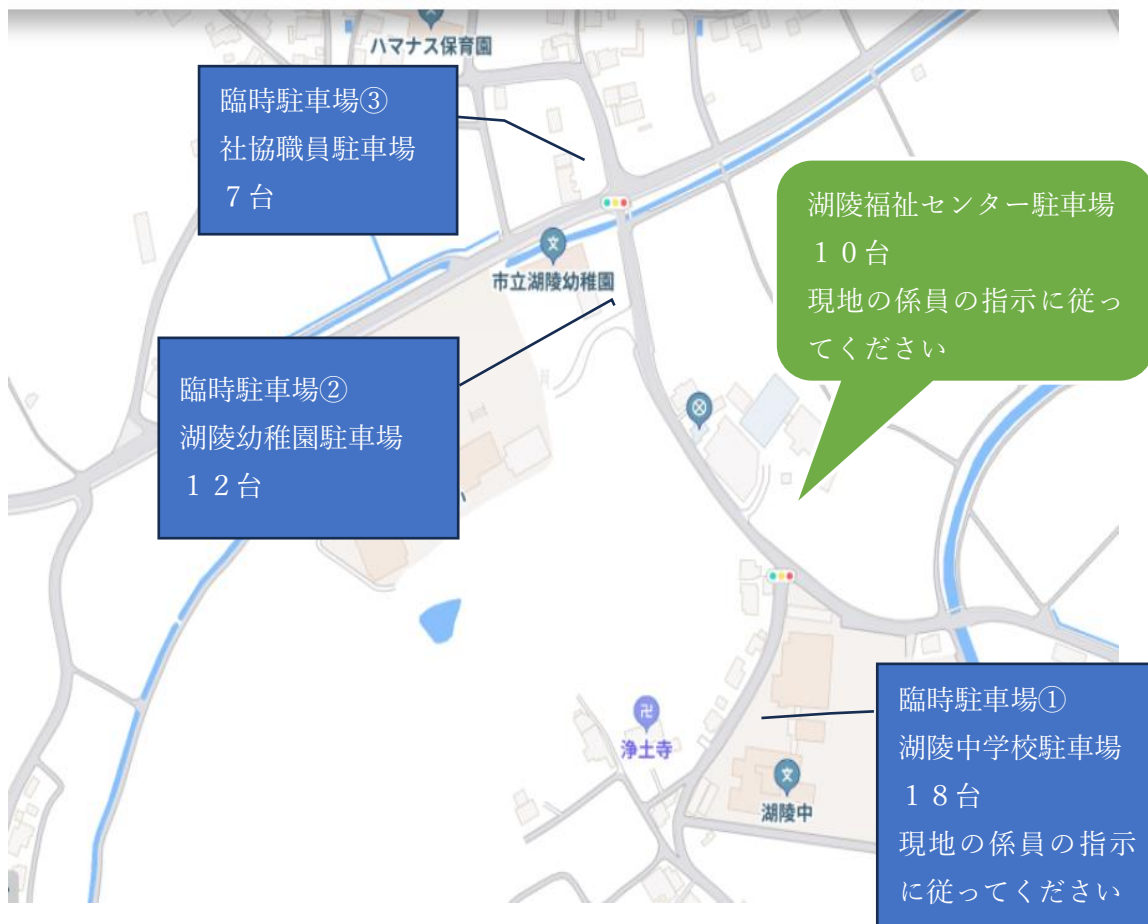 ハマナス保育園
臨時駐車場③
社協職員駐車場
７台
湖陵福祉センター駐車場
１０台
現地の係員の指示に従っ
てください
市立湖陵幼稚園
臨時駐車場②
湖陵幼稚園駐車場
１２台
臨時駐車場①
湖陵中学校駐車場
１８台
現地の係員の指示
に従ってください
浄土寺
湖陵中